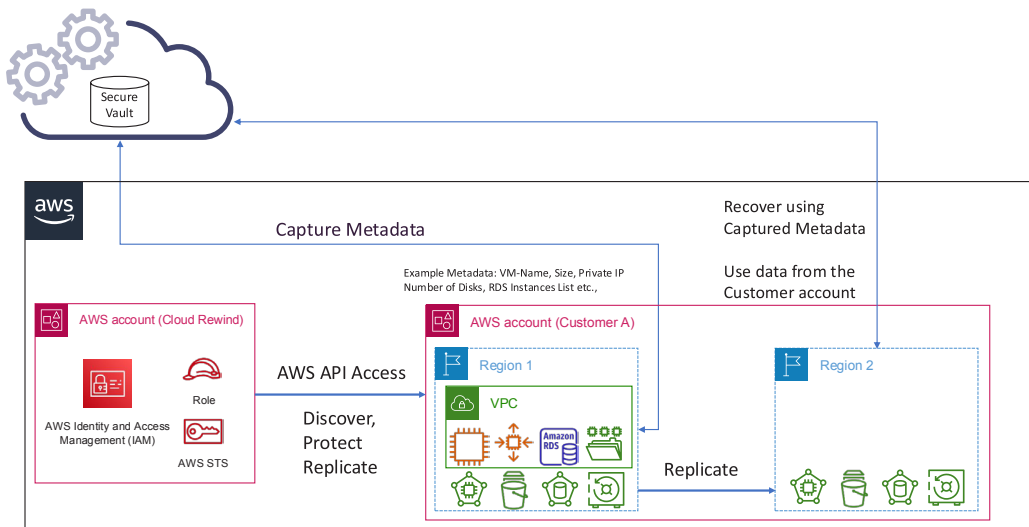 Secure
Vault
aws
Capture Metadata
Recover using
Captured Metadata
Use data from the
Customer account
Example Metadata: VM-Name, Size, Private IP
Number of Disks, RDS Instances List etc.,
AWS account (Cloud Rewind)
AWS Identity and Access
Management (IAM)
Role
AWS STS
AWS API Access
Discover,
Protect
Replicate
AWS account (Customer A)
Region 1
VPC
Amazon
RDS
Replicate
Region 2